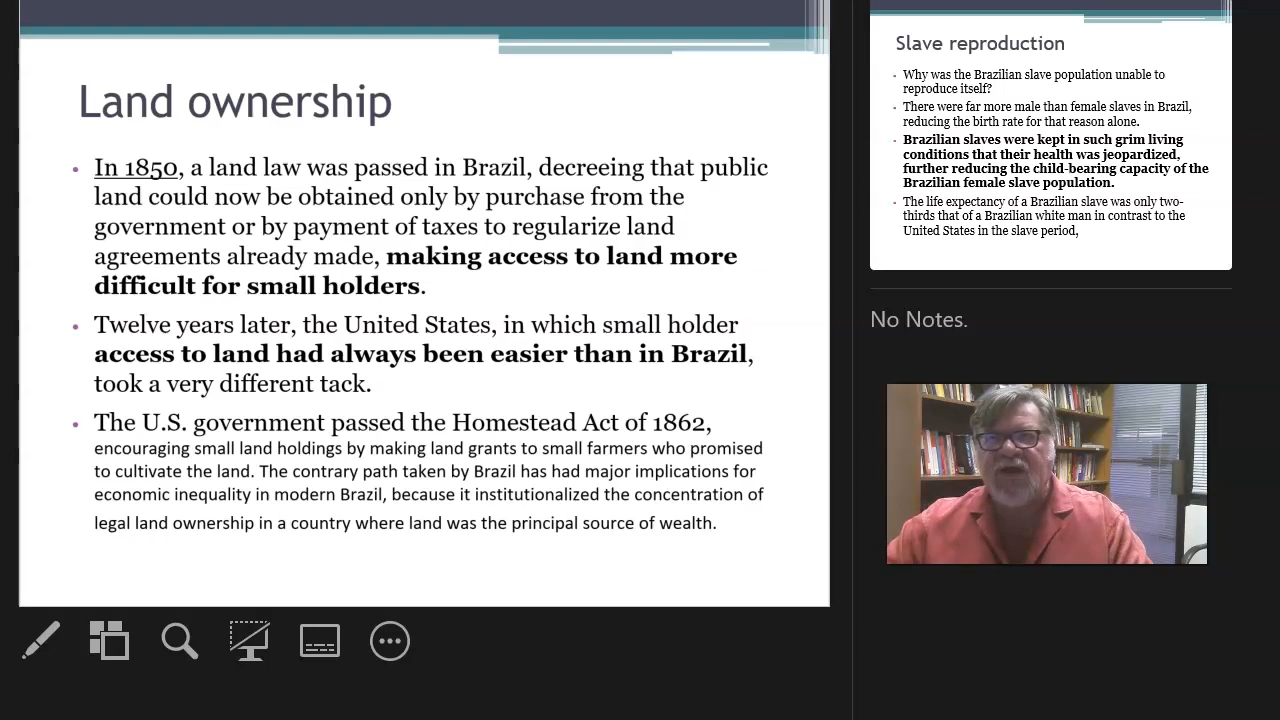 Land ownership
In 1850, a land law was passed in Brazil, decreeing that public
land could now be obtained only by purchase from the
government or by payment of taxes to regularize land
agreements already made, making access to land more
difficult for small holders.
Twelve years later, the United States, in which small holder
access to land had always been easier than in Brazil,
took a very different tack.
The U.S. government passed the Homestead Act of 1862,
encouraging small land holdings by making land grants to small farmers who promised
to cultivate the land. The contrary path taken by Brazil has had major implications for
economic inequality in modern Brazil, because it institutionalized the concentration of
legal land ownership in a country where land was the principal source of wealth.
Slave reproduction
Why was the Brazilian slave population unable to
reproduce itself?
There were far more male than female slaves in Brazil,
reducing the birth rate for that reason alone.
Brazilian slaves were kept in such grim living
conditions that their health was jeopardized,
further reducing the child-bearing capacity of the
Brazilian female slave population.
The life expectancy of a Brazilian slave was only two-
thirds that of a Brazilian white man in contrast to the
United States in the slave period,
No Notes.